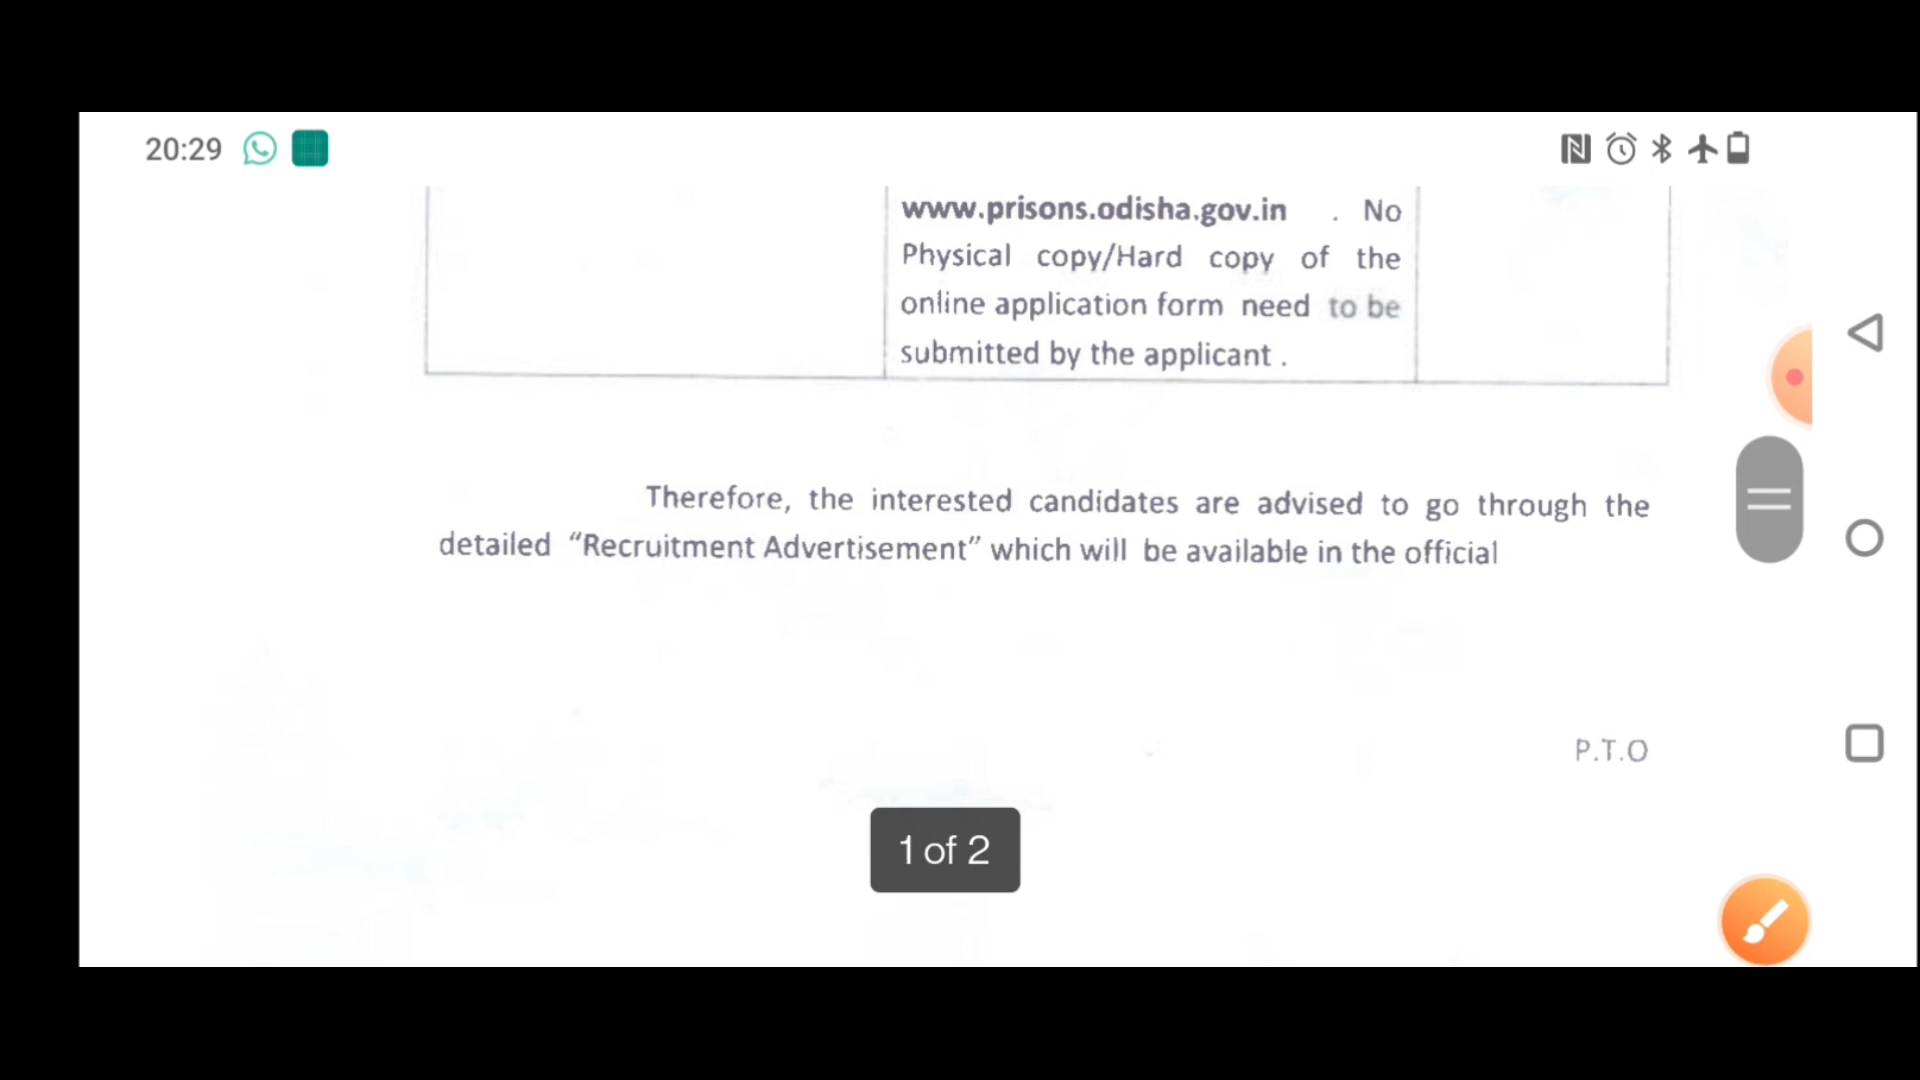 20:29
www.prisons.odisha.gov.in . No
Physical copy/Hard copy of the
online application form need to be
submitted by the applicant .
Therefore, the interested candidates are advised to go through the
detailed “Recruitment Advertisement” which will be available in the official
P.T.O
1 of 2